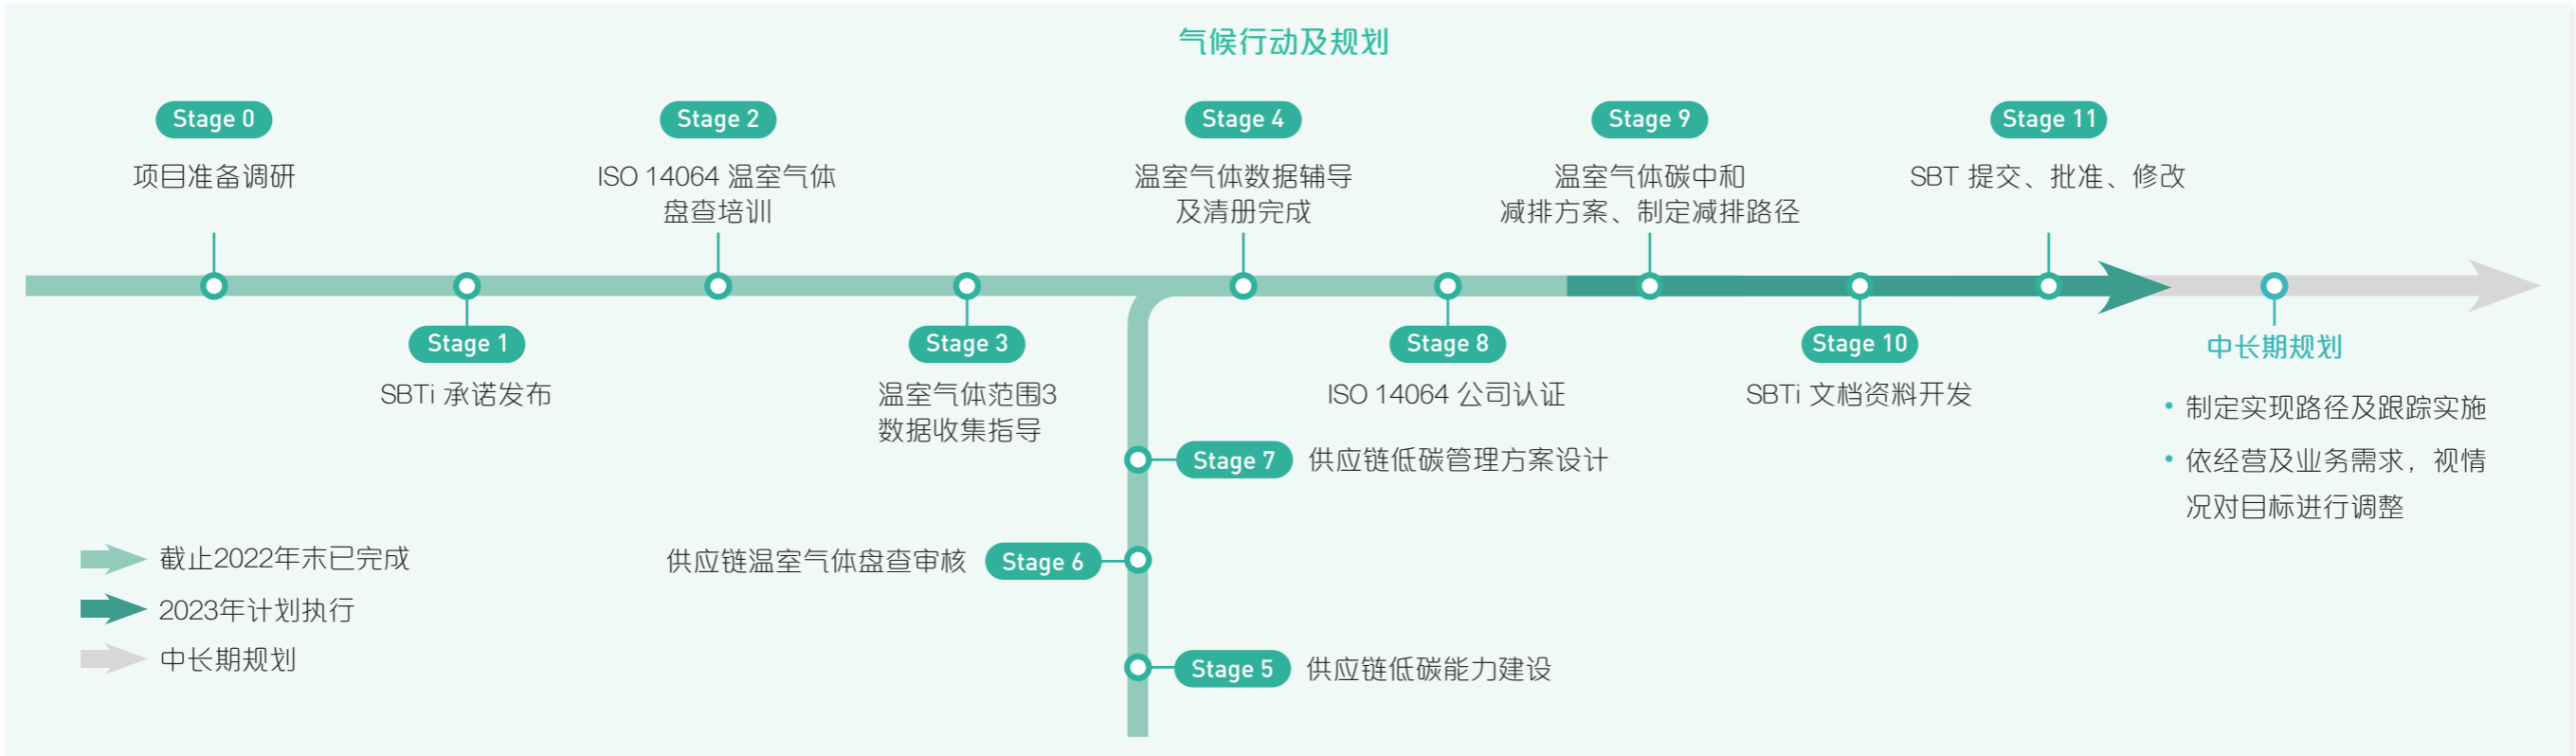 气候行动及规划
Stage 0
项目准备调研
Stage 1
SBTi 承诺发布
Stage 2
ISO 14064 温室气体
盘查培训
Stage 3
温室气体范围3
数据收集指导
Stage 4
温室气体数据辅导
及清册完成
Stage 5
供应链低碳能力建设
Stage 6
供应链温室气体盘查审核
Stage 7
供应链低碳管理方案设计
Stage 8
ISO 14064 公司认证
Stage 9
温室气体碳中和
减排方案、制定减排路径
Stage 10
SBTi 文档资料开发
Stage 11
SBT 提交、批准、修改
中长期规划
• 制定实现路径及跟踪实施
• 依经营及业务需求，视情
况对目标进行调整
截止2022年末已完成
2023年计划执行
中长期规划